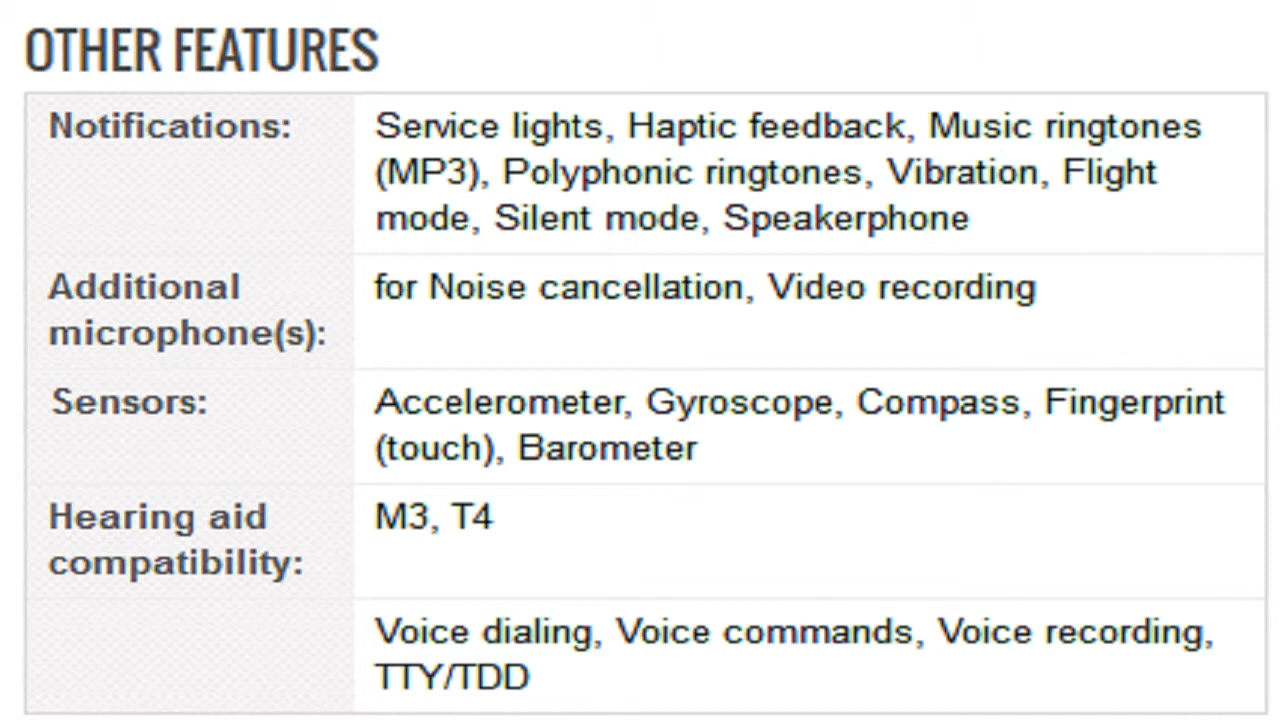 OTHER FEATURES
Notifications:
Service lights, Haptic feedback, Music ringtones
(MP3), Polyphonic ringtones, Vibration, Flight
mode, Silent mode, Speakerphone
Additional
microphone(s):
for Noise cancellation, Video recording
Sensors:
Accelerometer, Gyroscope, Compass, Fingerprint
(touch), Barometer
Hearing aid
compatibility:
M3, T4
Voice dialing, Voice commands, Voice recording,
TTY/TDD